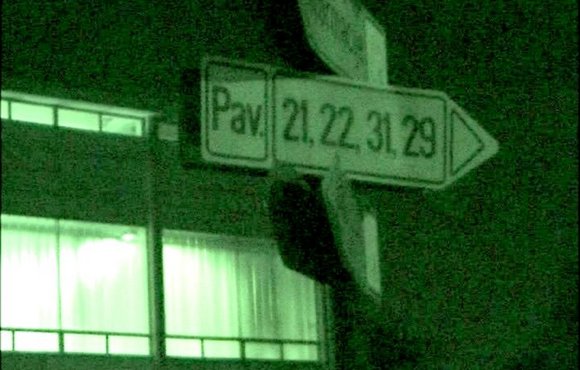 Pav. 21, 22, 31, 29